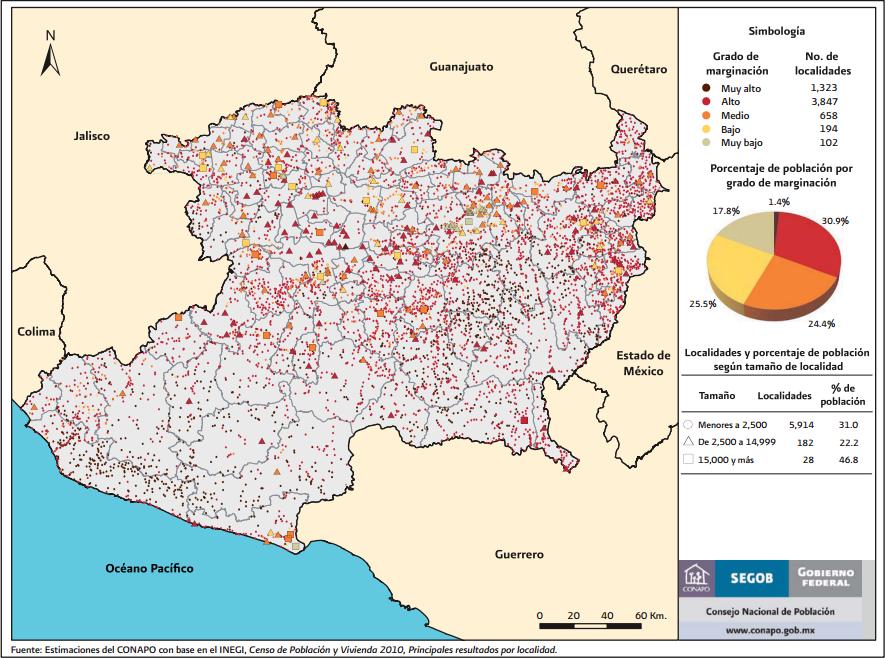 N
Guanajuato
Querétaro
Jalisco
Colima
Estado de
México
Guerrero
Océano Pacífico
0 20 40 60 Km.
Simbología
Grado de marginación No. de localidades
Muy alto 1,323
Alto 3,847
Medio 658
Bajo 194
Muy bajo 102
Porcentaje de población por
grado de marginación
1.4%
17.8%
30.9%
25.5%
24.4%
Localidades y porcentaje de población
según tamaño de localidad
Tamaño Localidades % de población
Menores a 2,500 5,914 31.0
De 2,500 a 14,999 182 22.2
15,000 y más 28 46.8
CONAPO
SEGOB
GOBIERNO
FEDERAL
Consejo Nacional de Población
www.conapo.gob.mx
Fuente: Estimaciones del CONAPO con base en el INEGI, Censo de Población y Vivienda 2010, Principales resultados por localidad.